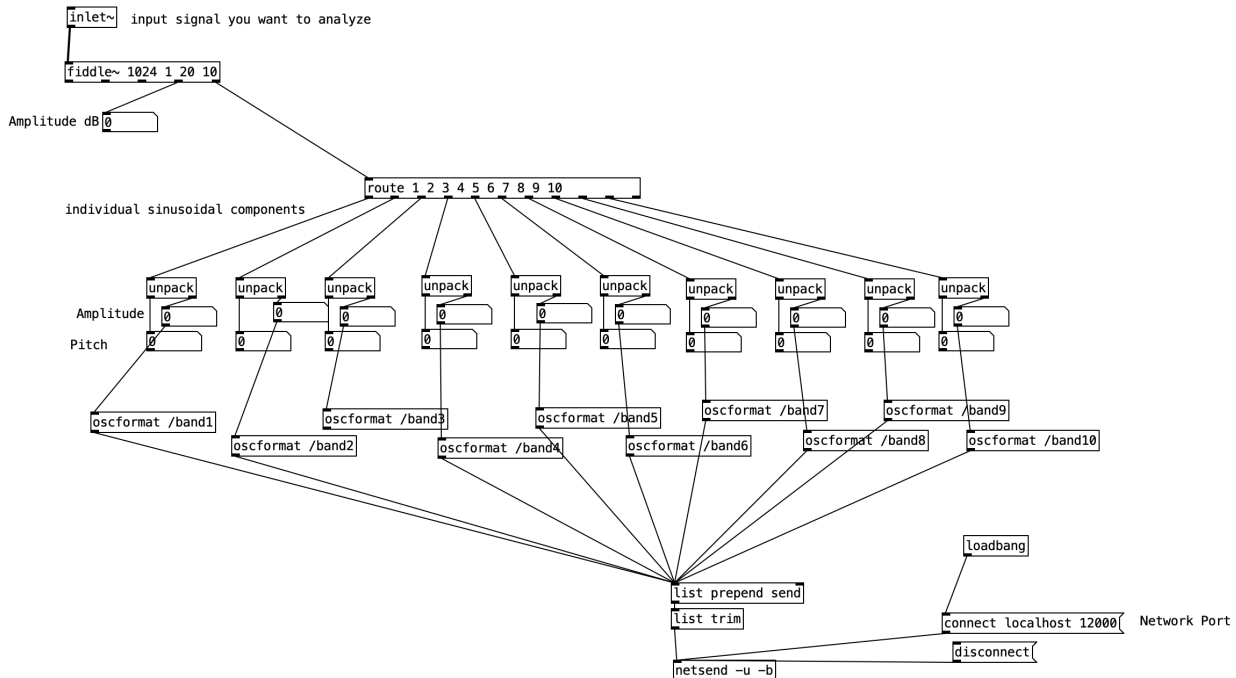 inlet~ input signal you want to analyze
fiddle~ 1024 1 20 10
Amplitude dB 0
route 1 2 3 4 5 6 7 8 9 10
individual sinusoidal components
unpack unpack unpack unpack unpack unpack unpack unpack unpack unpack
Amplitude 0 0 0 0 0 0 0 0 0 0
Pitch 0 0 0 0 0 0 0 0 0 0
oscformat /band1
oscformat /band2
oscformat /band3
oscformat /band4
oscformat /band5
oscformat /band6
oscformat /band7
oscformat /band8
oscformat /band9
oscformat /band10
loadbang
list prepend send
list trim
connect localhost 12000 Network Port
disconnect
netsend -u -b